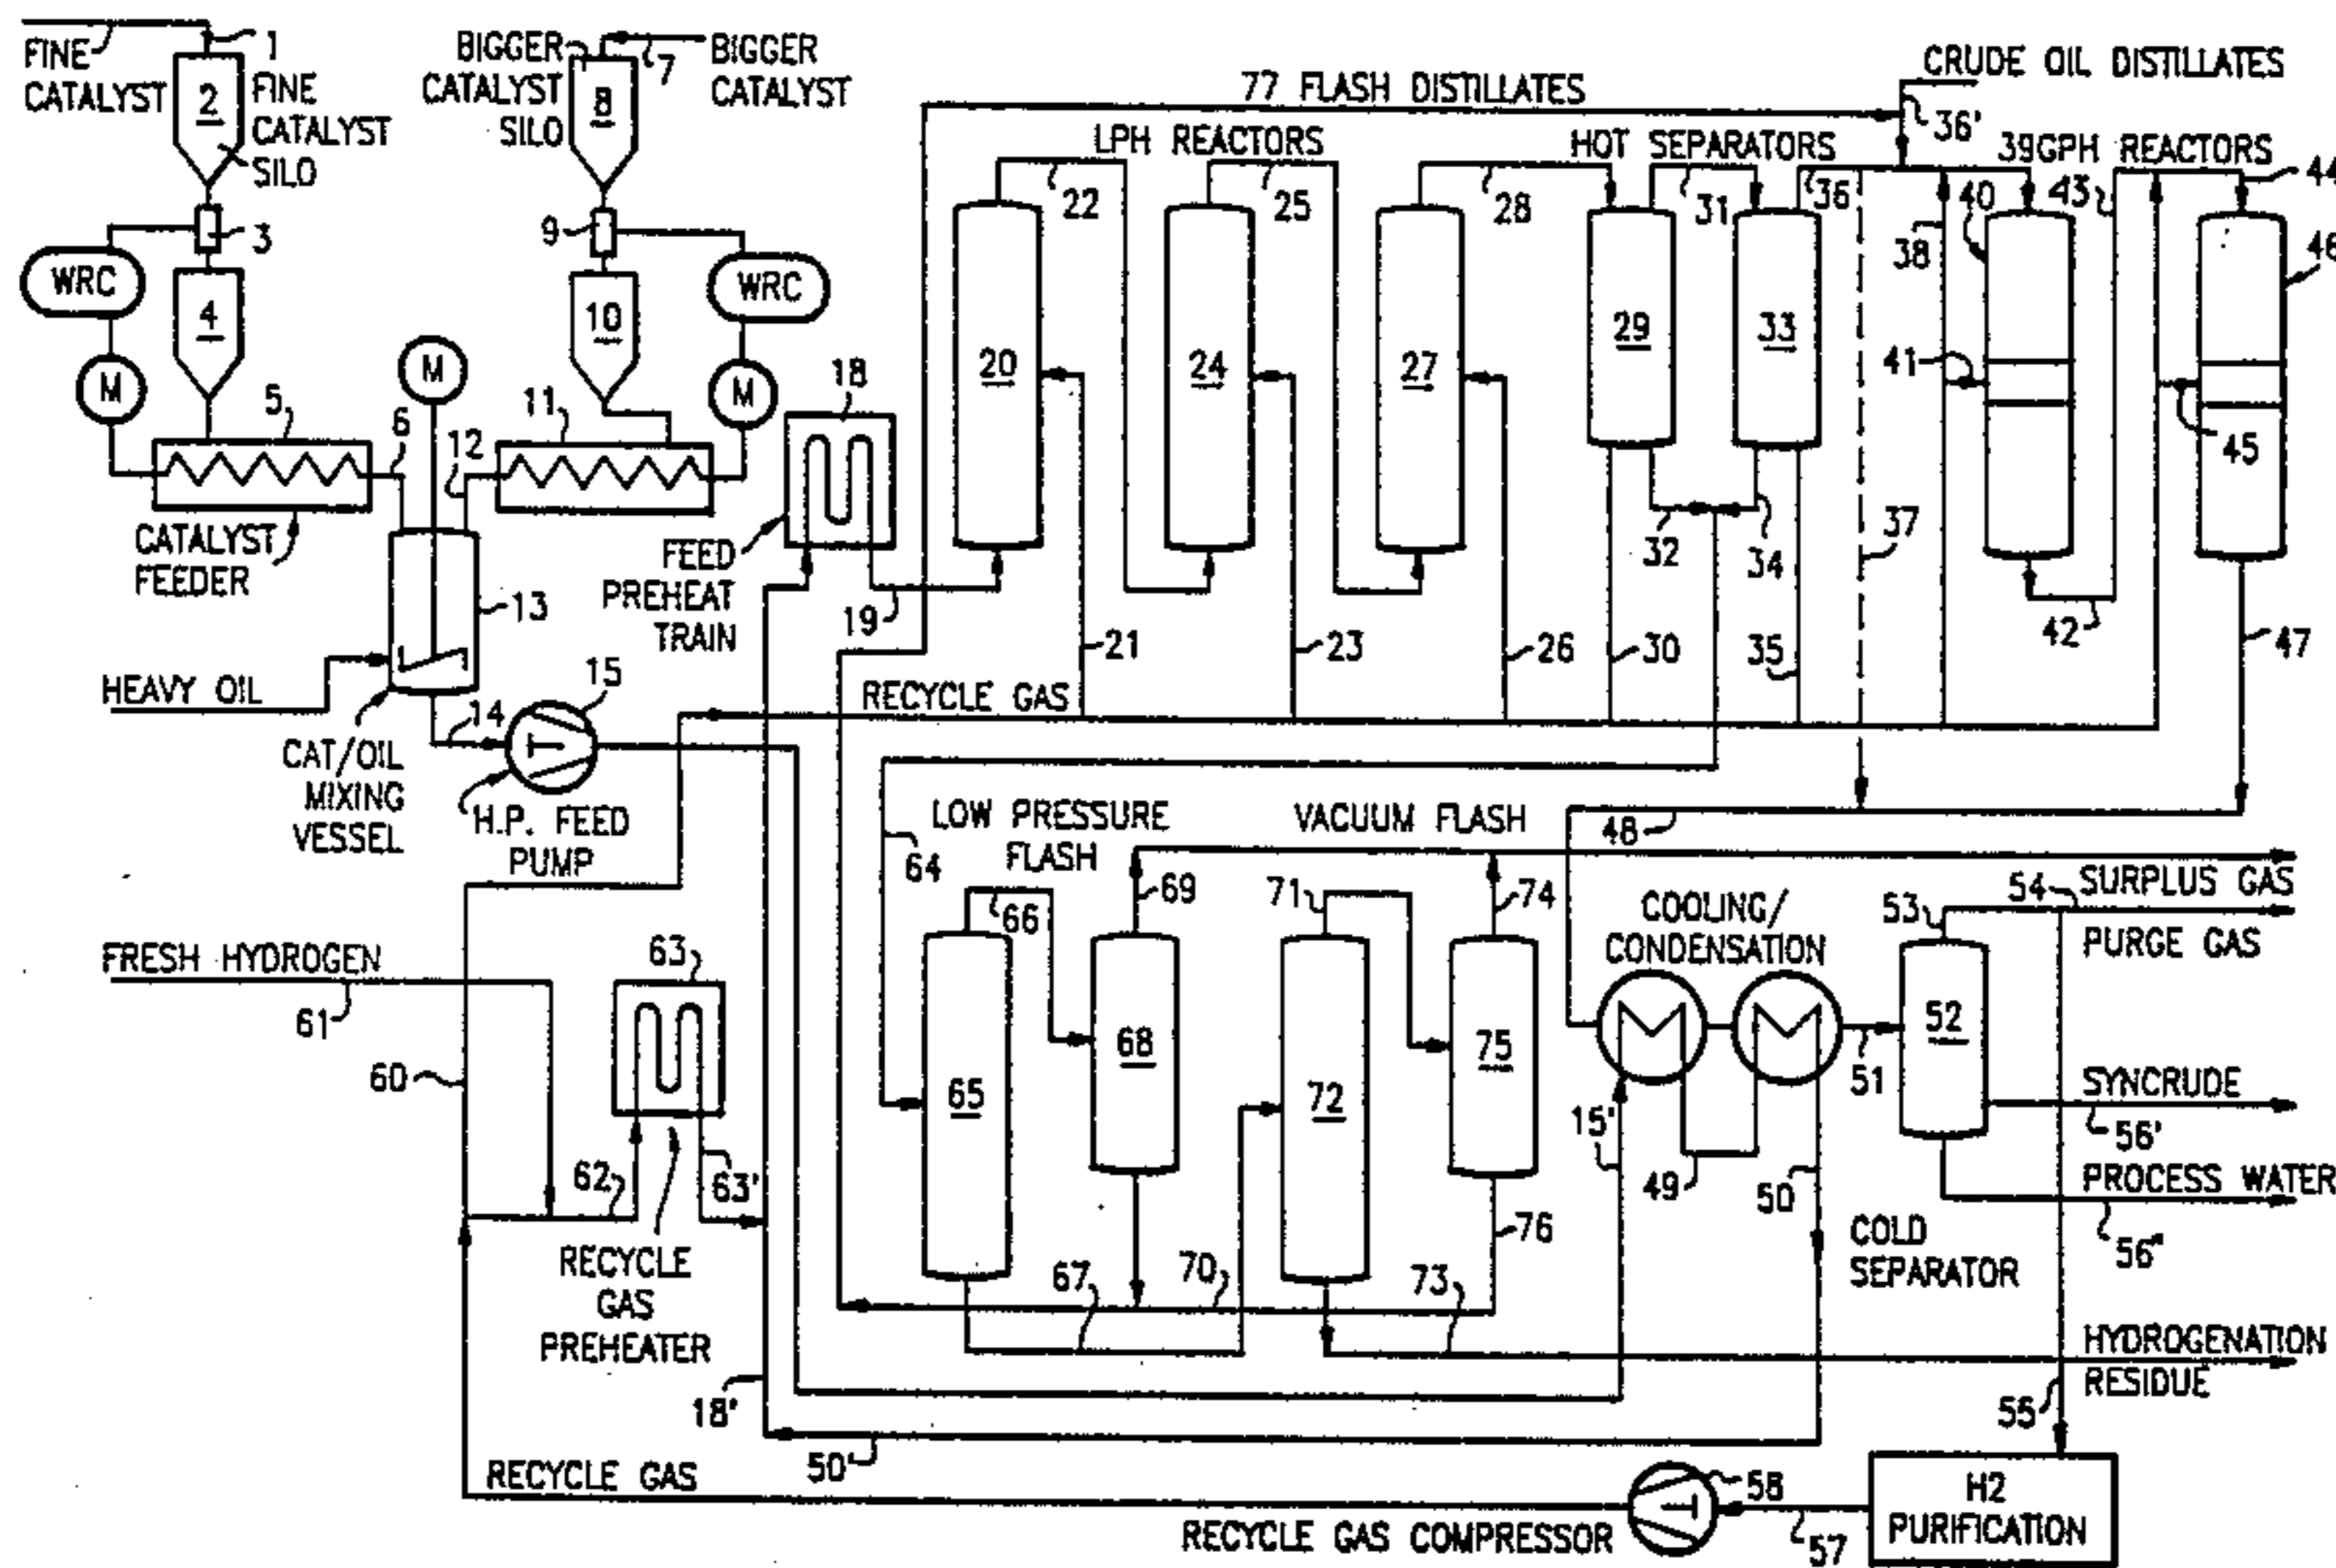 FINE
CATALYST
1
2
FINE
CATALYST
SILO
3
WRC
4
M
5
6
CATALYST
FEEDER
BIGGER
CATALYST
SILO
7
BIGGER
CATALYST
8
9
WRC
10
M
11
12
M
13
HEAVY OIL
CAT/OIL
MIXING
VESSEL
14
15
H.P. FEED
PUMP
18
FEED
PREHEAT
TRAIN
19
77 FLASH DISTILLATES
CRUDE OIL DISTILLATES
36'
LPH REACTORS
HOT SEPARATORS
39GPH REACTORS
20
21
22
23
24
25
26
27
28
29
30
31
32
33
34
35
36
37
38
40
41
42
43
44
45
46
47
48
RECYCLE GAS
LOW PRESSURE
FLASH
VACUUM FLASH
64
65
66
67
68
69
70
71
72
73
74
75
76
COOLING/
CONDENSATION
15'
49
50
51
52
53
54
SURPLUS GAS
PURGE GAS
SYNCRUDE
56'
PROCESS WATER
56"
COLD
SEPARATOR
HYDROGENATION
RESIDUE
55
FRESH HYDROGEN
61
60
62
63
63'
RECYCLE
GAS
PREHEATER
18'
50'
RECYCLE GAS
58
RECYCLE GAS COMPRESSOR
57
H2
PURIFICATION